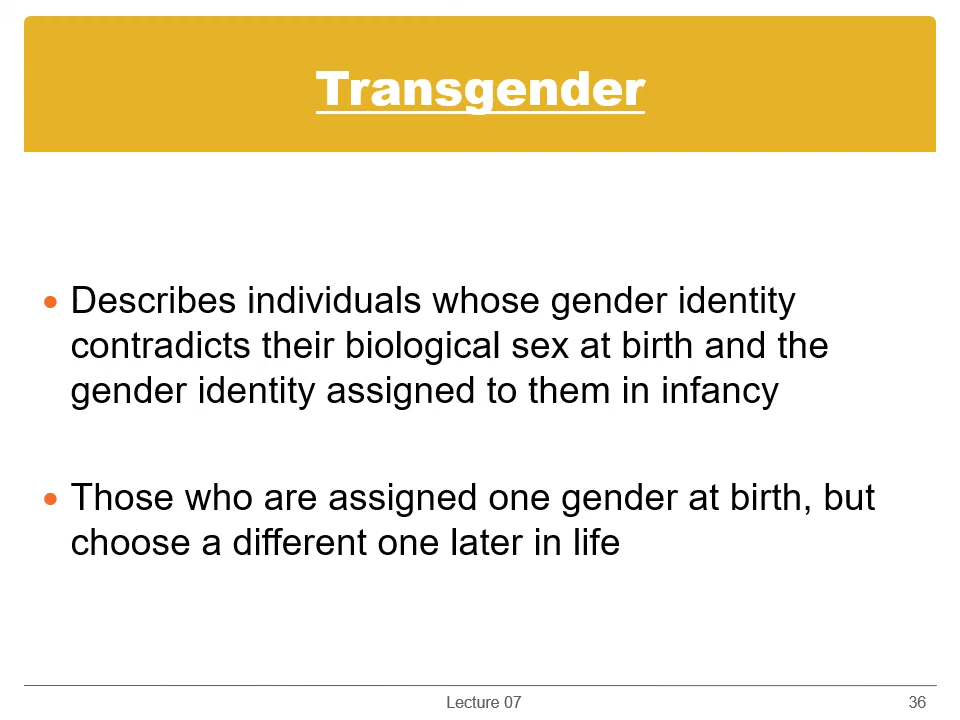 Transgender
• Describes individuals whose gender identity
contradicts their biological sex at birth and the
gender identity assigned to them in infancy
• Those who are assigned one gender at birth, but
choose a different one later in life
Lecture 07
36